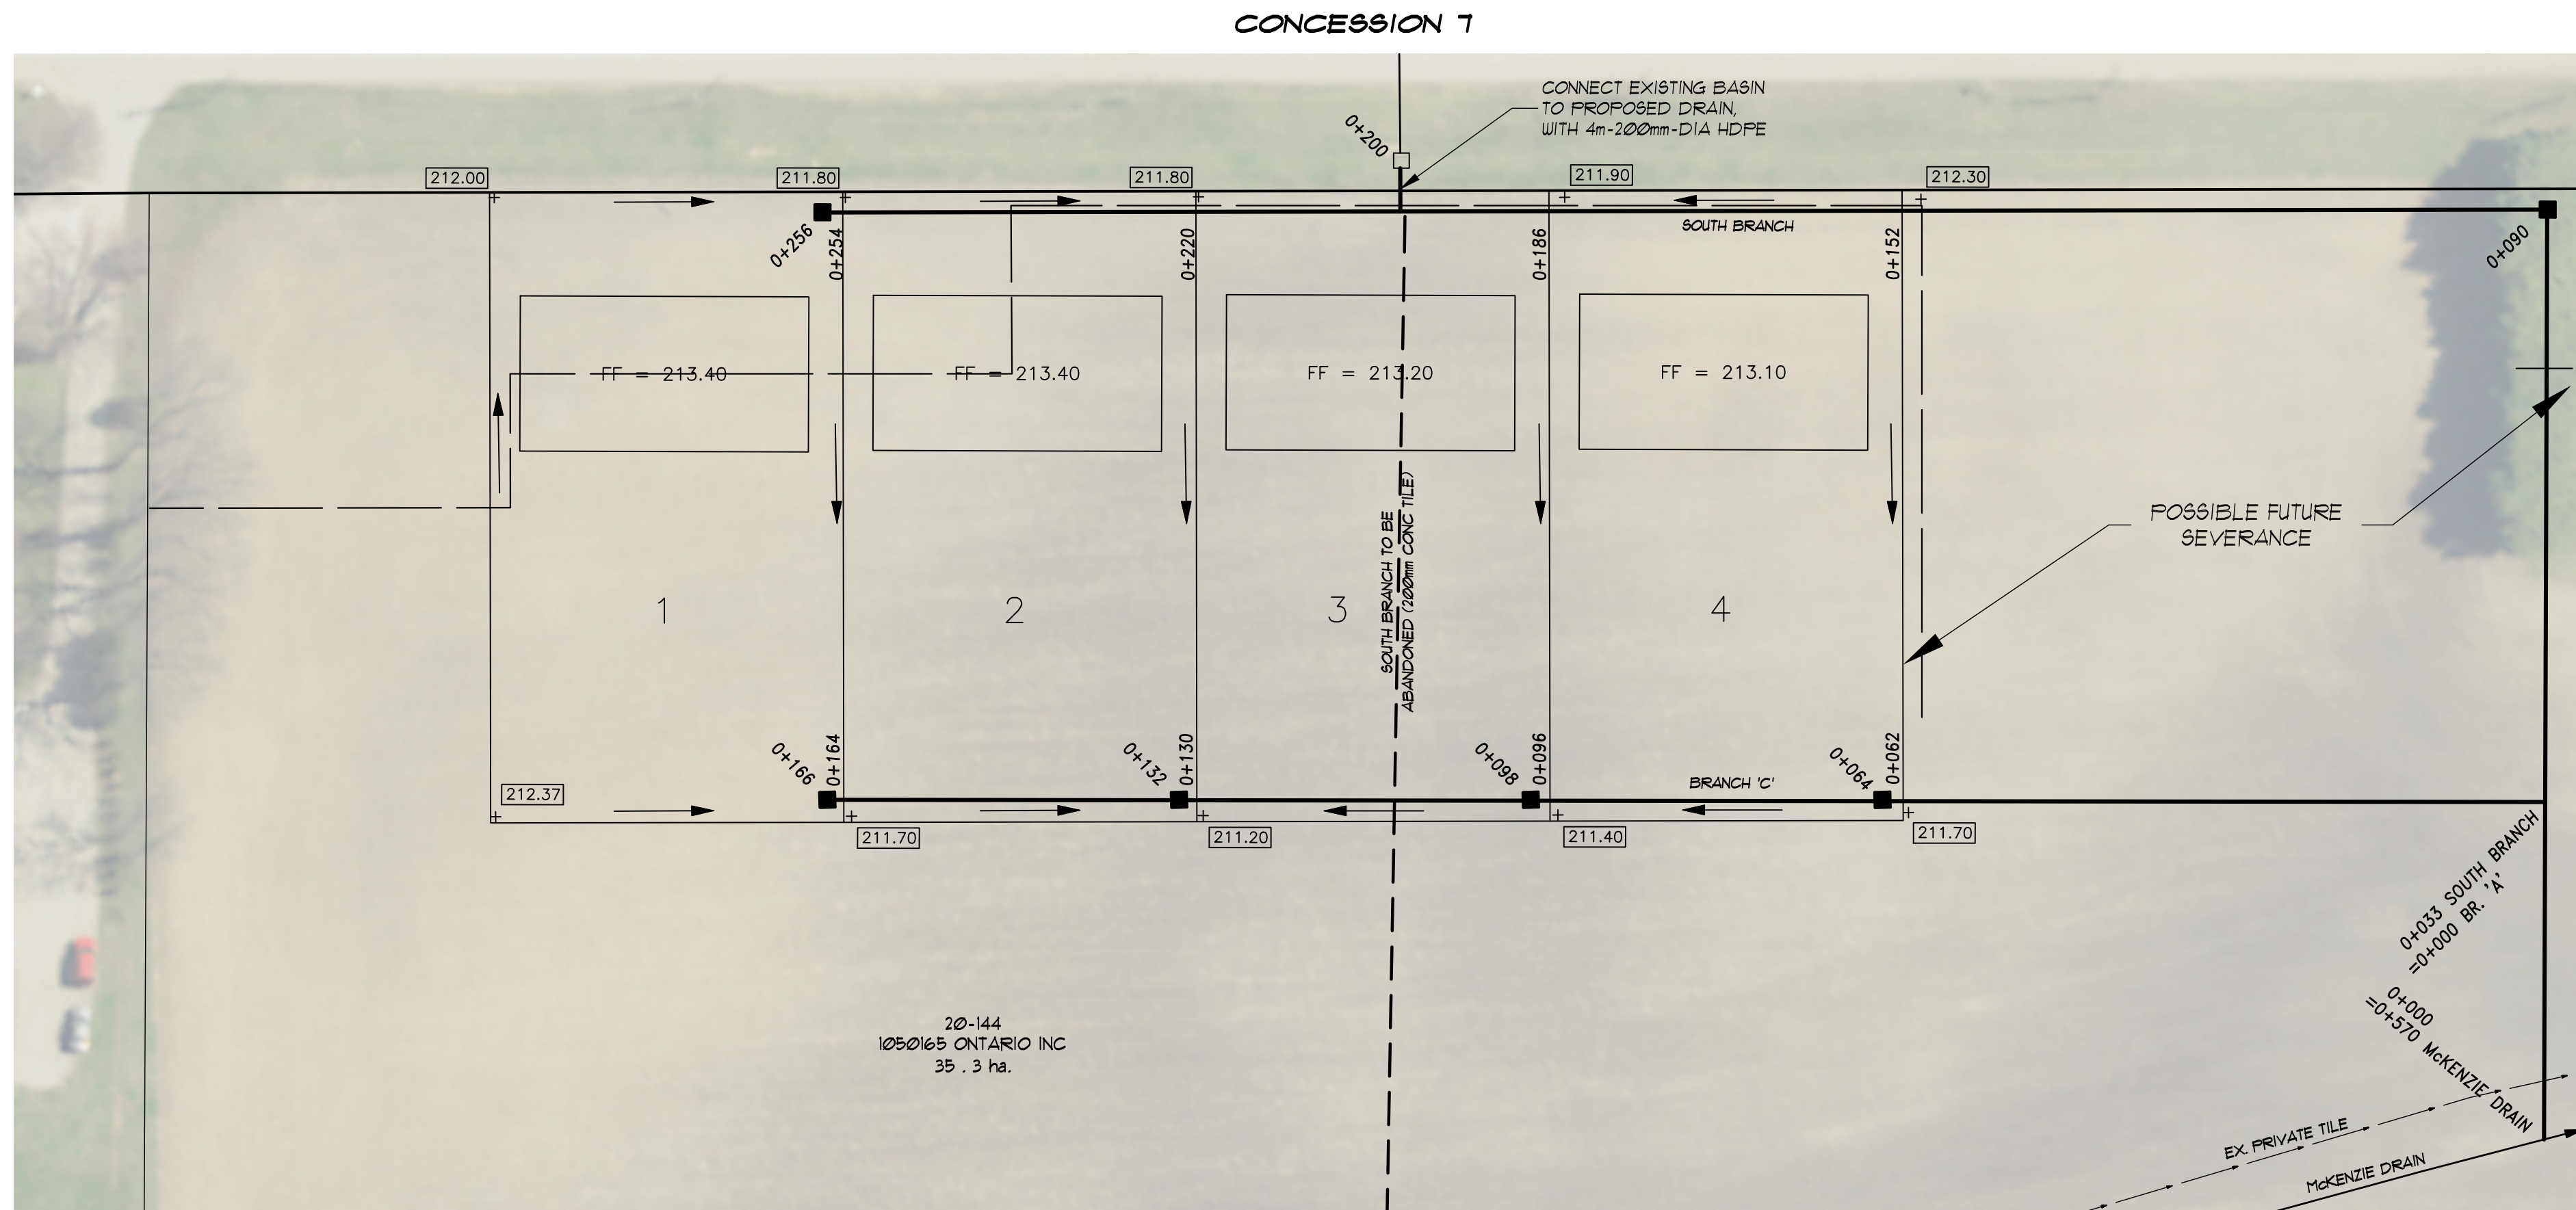 CONCESSION 7
CONNECT EXISTING BASIN
TO PROPOSED DRAIN,
WITH 4m-200mm-DIA HDPE
0+200
212.00
211.80
211.80
211.90
212.30
SOUTH BRANCH
0+256
0+254
0+220
0+186
0+152
0+090
FF = 213.40
FF = 213.40
FF = 213.20
FF = 213.10
POSSIBLE FUTURE
SEVERANCE
SOUTH BRANCH TO BE
ABANDONED (200mm CONC TILE)
1
2
3
4
0+166
0+164
0+132
0+130
0+098
0+096
BRANCH 'C'
0+064
0+062
212.37
211.70
211.20
211.40
211.70
0+033 SOUTH BRANCH
=0+000 BR. 'A'
0+000
=0+570 McKENZIE DRAIN
20-144
1050165 ONTARIO INC
35 . 3 ha.
EX. PRIVATE TILE
McKENZIE DRAIN